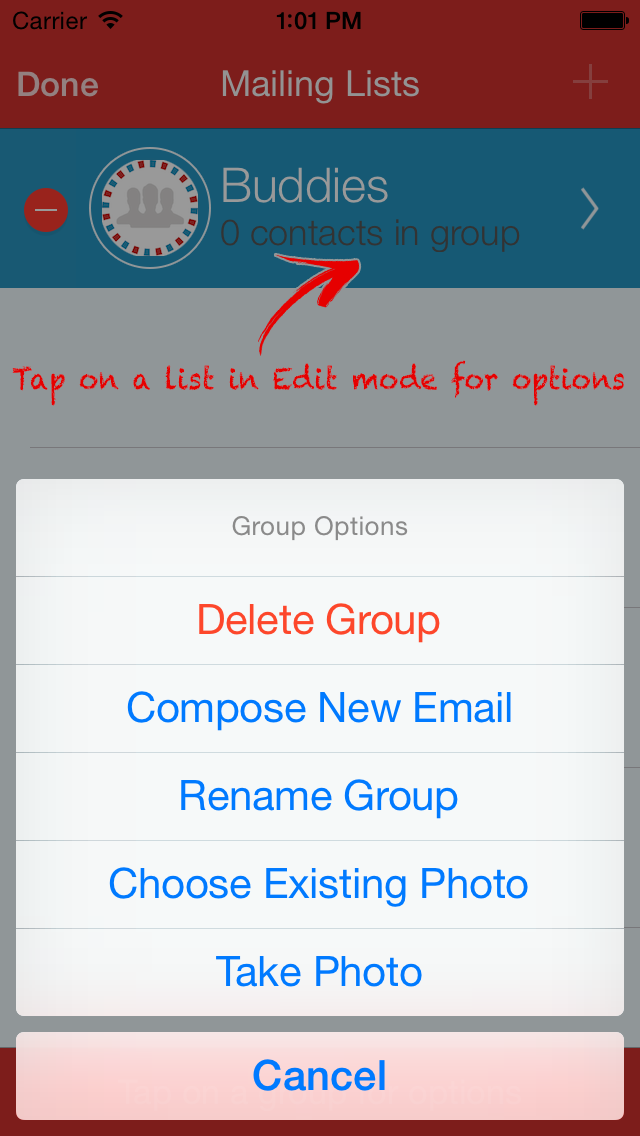 Carrier 1:01 PM
Done Mailing Lists
Buddies
0 contacts in group
Tap on a list in Edit mode for options
Group Options
Delete Group
Compose New Email
Rename Group
Choose Existing Photo
Take Photo
Cancel